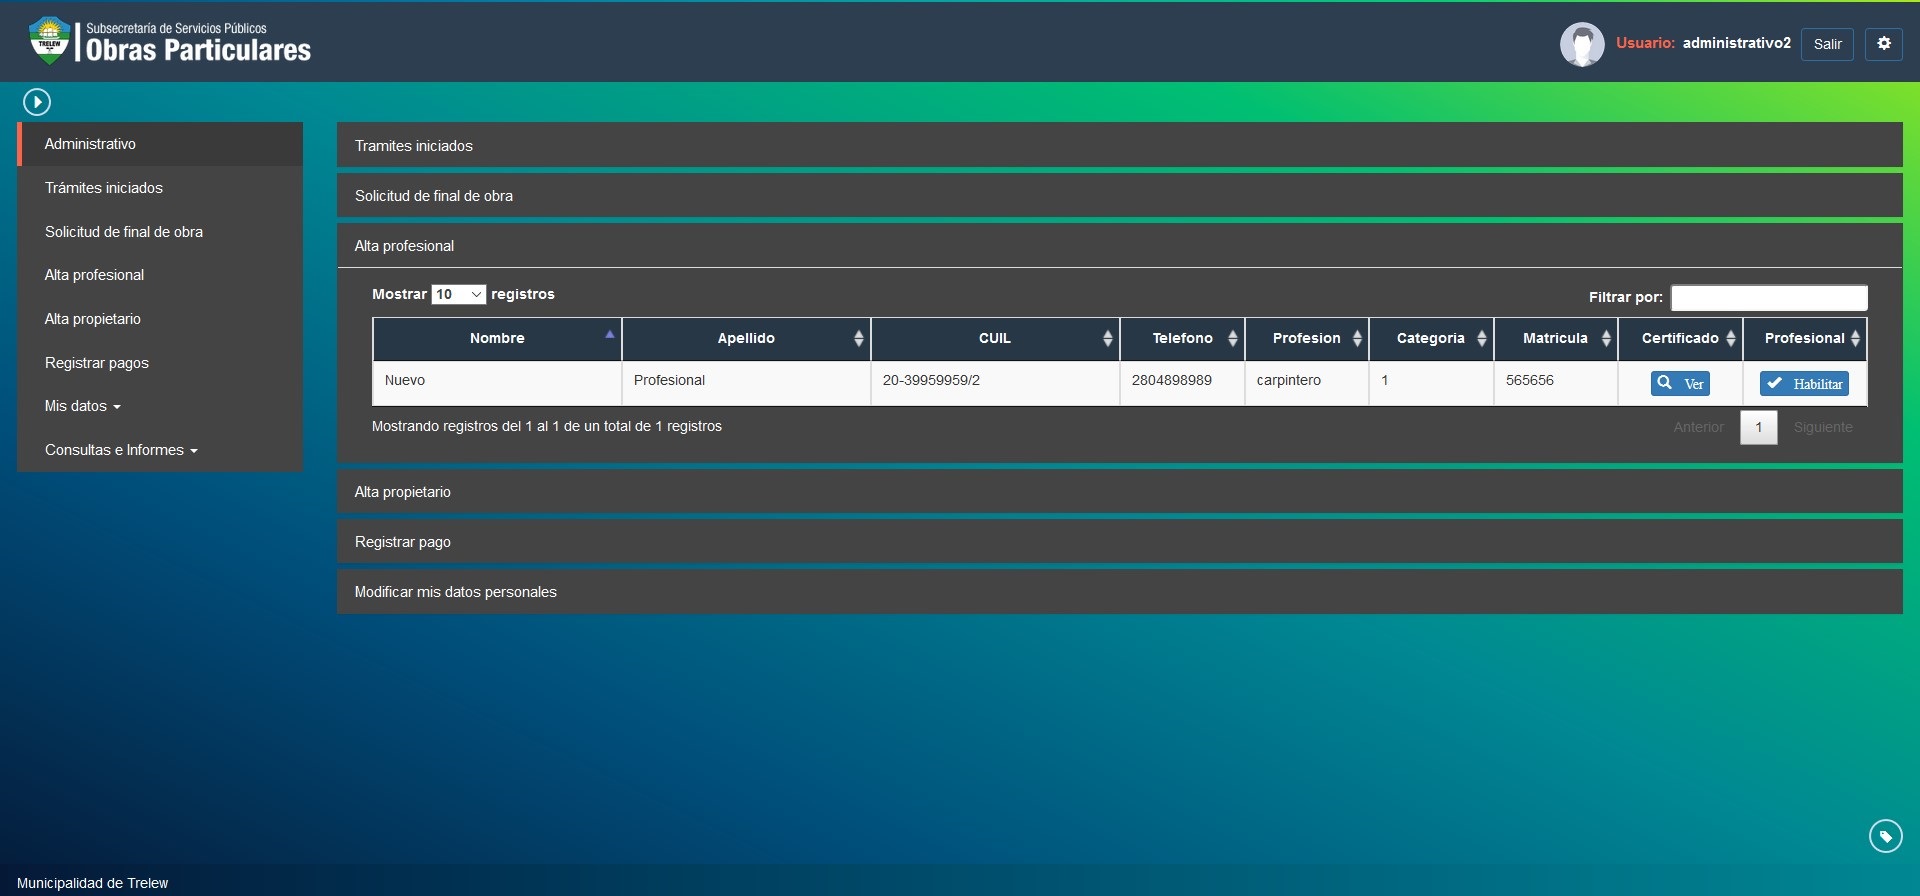 Subsecretaría de Servicios Públicos
TRELEW
Obras Particulares
Usuario: administrativo2 Salir
Administrativo
Trámites iniciados
Solicitud de final de obra
Alta profesional
Alta propietario
Registrar pagos
Mis datos
Consultas e Informes
Tramites iniciados
Solicitud de final de obra
Alta profesional
Mostrar 10 registros
Filtrar por:
Nombre Apellido CUIL Telefono Profesion Categoria Matricula Certificado Profesional
Nuevo Profesional 20-39959959/2 2804898989 carpintero 1 565656 Ver Habilitar
Mostrando registros del 1 al 1 de un total de 1 registros
Anterior 1 Siguiente
Alta propietario
Registrar pago
Modificar mis datos personales
Municipalidad de Trelew